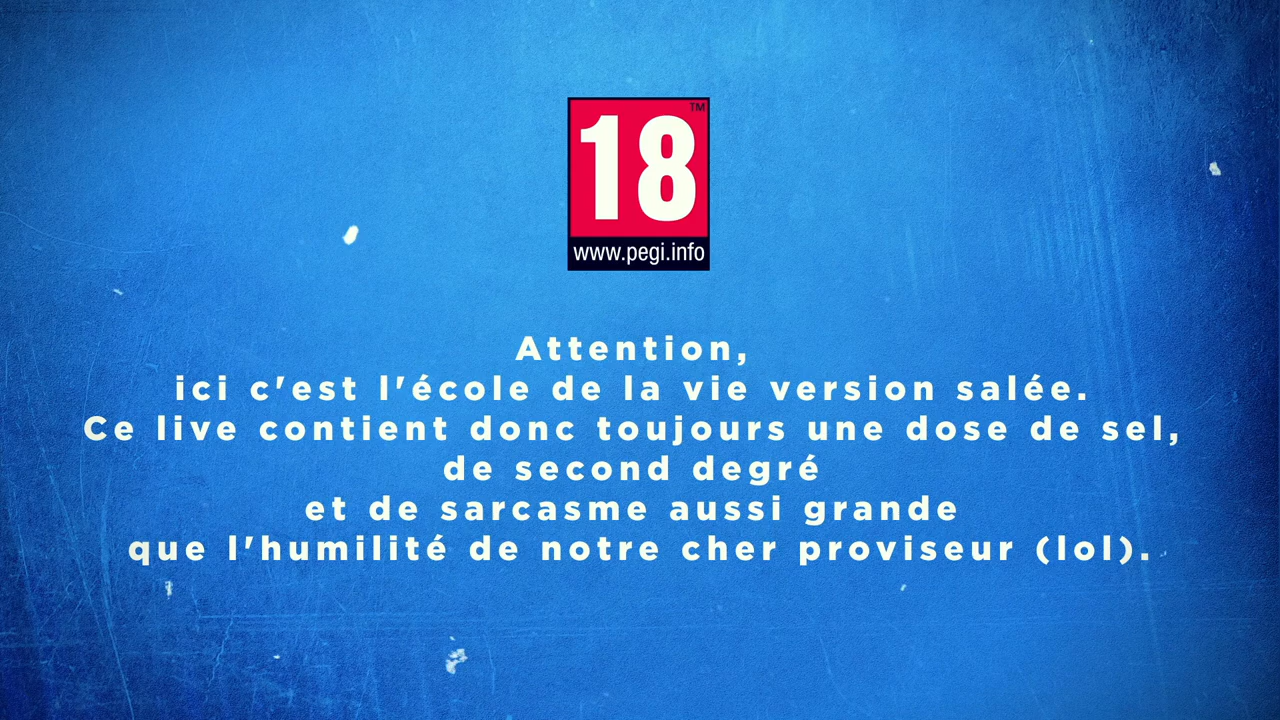 TM
18
www.pegi.info
Attention,
ici c'est l'école de la vie version salée.
Ce live contient donc toujours une dose de sel,
de second degré
et de sarcasme aussi grande
que l'humilité de notre cher proviseur (lol).